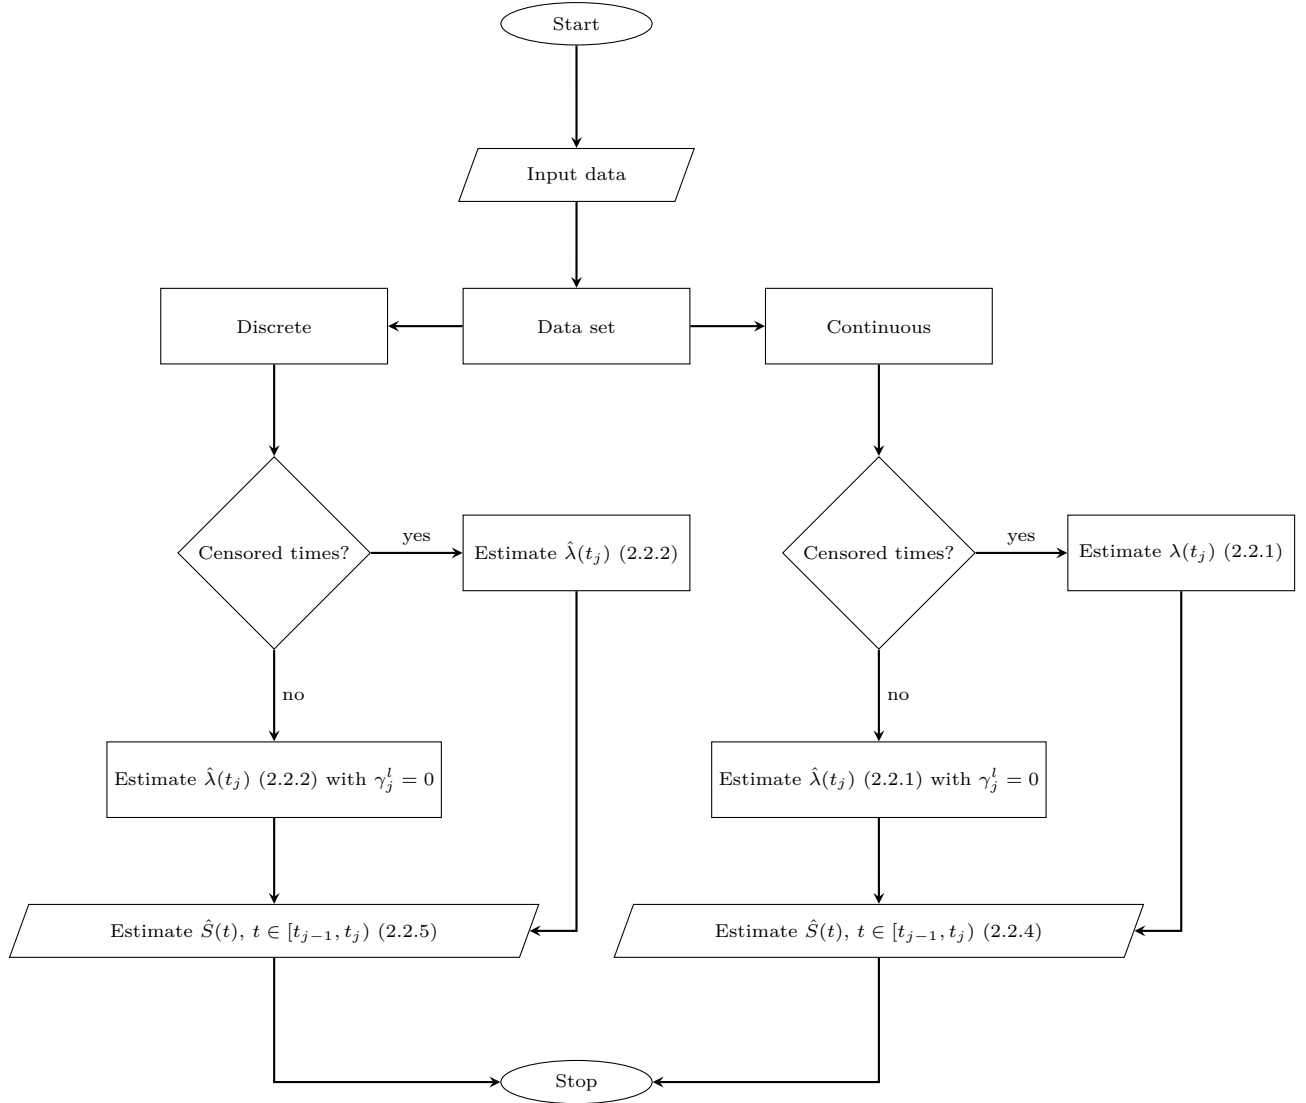 Start
Input data
Discrete
Data set
Continuous
Censored times?
yes
Estimate λ̂(t_j) (2.2.2)
Censored times?
yes
Estimate λ(t_j) (2.2.1)
no
no
Estimate λ̂(t_j) (2.2.2) with γ_j^l = 0
Estimate λ̂(t_j) (2.2.1) with γ_j^l = 0
Estimate Ŝ(t), t ∈ [t_{j−1}, t_j) (2.2.5)
Estimate Ŝ(t), t ∈ [t_{j−1}, t_j) (2.2.4)
Stop